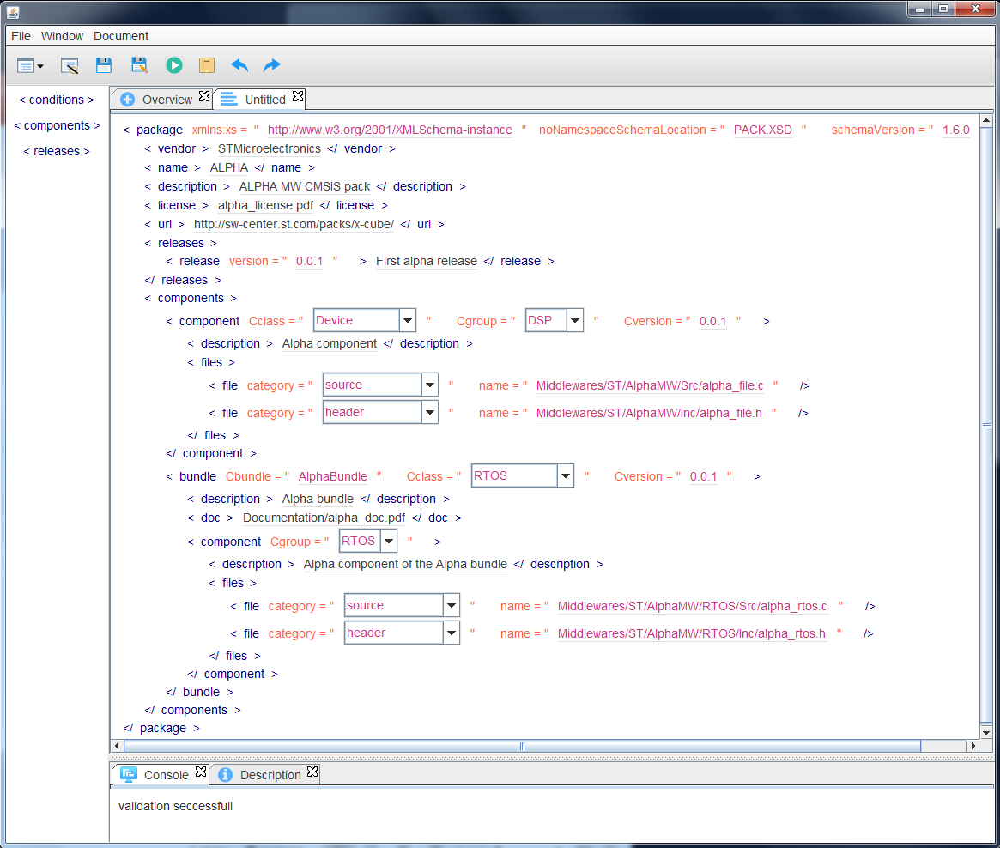 File Window Document
< conditions >
< components >
< releases >
Overview Untitled
< package xmlns:xs = " http://www.w3.org/2001/XMLSchema-instance " noNamespaceSchemaLocation = " PACK.XSD " schemaVersion = " 1.6.0
< vendor > STMicroelectronics </ vendor >
< name > ALPHA </ name >
< description > ALPHA MW CMSIS pack </ description >
< license > alpha_license.pdf </ license >
< url > http://sw-center.st.com/packs/x-cube/ </ url >
< releases >
< release version = " 0.0.1 " > First alpha release </ release >
</ releases >
< components >
< component Cclass = " Device " Cgroup = " DSP " Cversion = " 0.0.1 " >
< description > Alpha component </ description >
< files >
< file category = " source " name = " Middlewares/ST/AlphaMW/Src/alpha_file.c " />
< file category = " header " name = " Middlewares/ST/AlphaMW/Inc/alpha_file.h " />
</ files >
</ component >
< bundle Cbundle = " AlphaBundle " Cclass = " RTOS " Cversion = " 0.0.1 " >
< description > Alpha bundle </ description >
< doc > Documentation/alpha_doc.pdf </ doc >
< component Cgroup = " RTOS " >
< description > Alpha component of the Alpha bundle </ description >
< files >
< file category = " source " name = " Middlewares/ST/AlphaMW/RTOS/Src/alpha_rtos.c " />
< file category = " header " name = " Middlewares/ST/AlphaMW/RTOS/Inc/alpha_rtos.h " />
</ files >
</ component >
</ bundle >
</ components >
</ package >
Console Description
validation seccessfull